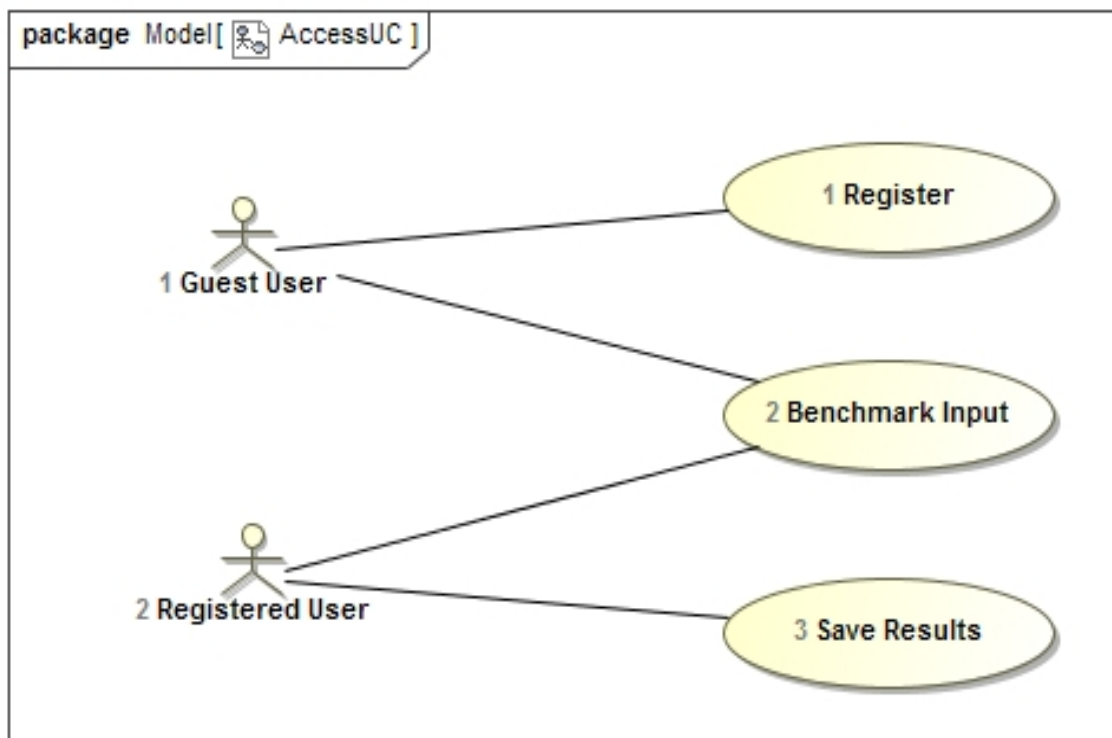 package Model[ AccessUC ]
1 Register
1 Guest User
2 Benchmark Input
2 Registered User
3 Save Results